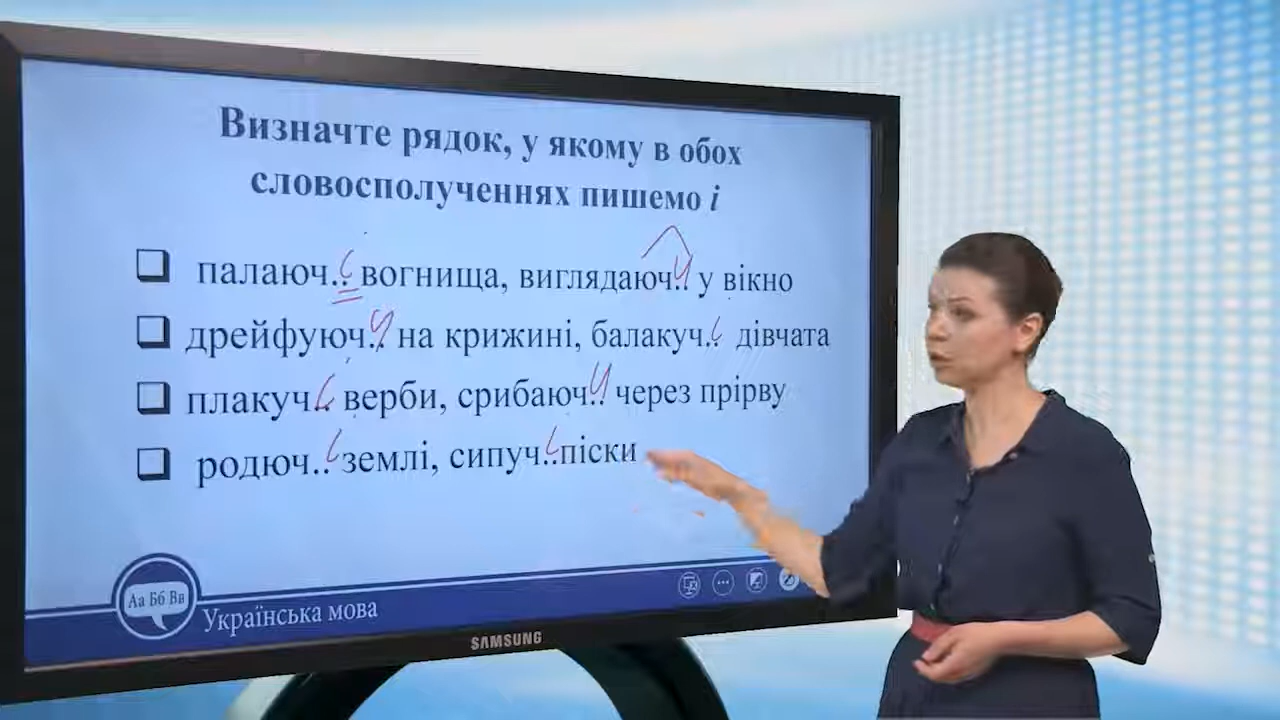 Визначте рядок, у якому в обох
словосполученнях пишемо і
палаюч..і вогнища, виглядаюч..и у вікно
дрейфуюч..и на крижині, балакуч..і дівчата
плакуч..і верби, стрибаюч..и через прірву
родюч..і землі, сипуч..і піски
Аа Бб Вв
Українська мова
SAMSUNG